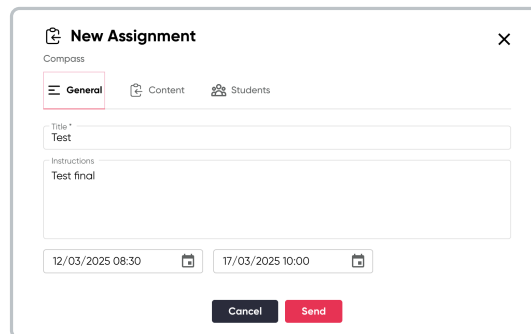 New Assignment
Compass
General Content Students
Title *
Test
Instructions
Test final
12/03/2025 08:30 17/03/2025 10:00
Cancel Send